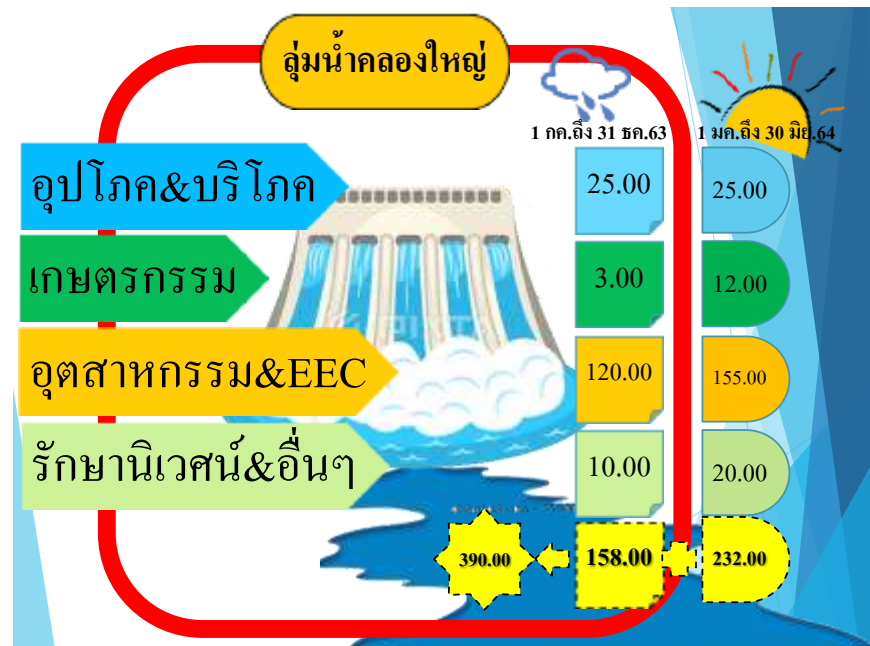 ลุ่มน้ำคลองใหญ่
1 กค.ถึง 31 ธค.63 1 มค.ถึง 30 มิย.64
อุปโภค&บริโภค 25.00 25.00
เกษตรกรรม 3.00 12.00
อุตสาหกรรม&EEC 120.00 155.00
รักษานิเวศน์&อื่นๆ 10.00 20.00
390.00 158.00 232.00